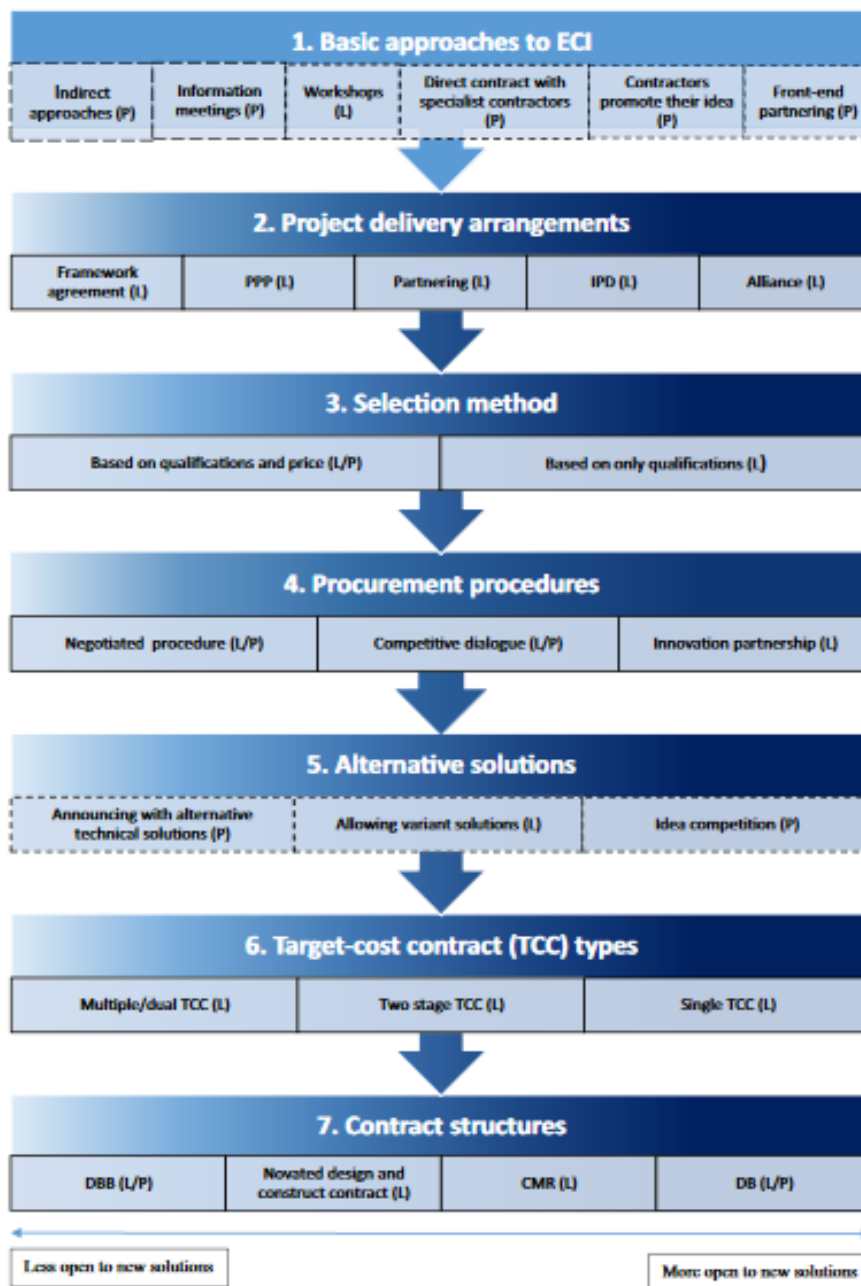 1. Basic approaches to ECI
Indirect
approaches (P)
Information
meetings (P)
Workshops
(L)
Direct contract with
specialist contractors
(P)
Contractors
promote their idea
(P)
Front-end
partnering (P)
2. Project delivery arrangements
Framework
agreement (L)
PPP (L)
Partnering (L)
IPD (L)
Alliance (L)
3. Selection method
Based on qualifications and price (L/P)
Based on only qualifications (L)
4. Procurement procedures
Negotiated procedure (L/P)
Competitive dialogue (L/P)
Innovation partnership (L)
5. Alternative solutions
Announcing with alternative
technical solutions (P)
Allowing variant solutions (L)
Idea competition (P)
6. Target-cost contract (TCC) types
Multiple/dual TCC (L)
Two stage TCC (L)
Single TCC (L)
7. Contract structures
DBB (L/P)
Novated design and
construct contract (L)
CMR (L)
DB (L/P)
Less open to new solutions
More open to new solutions